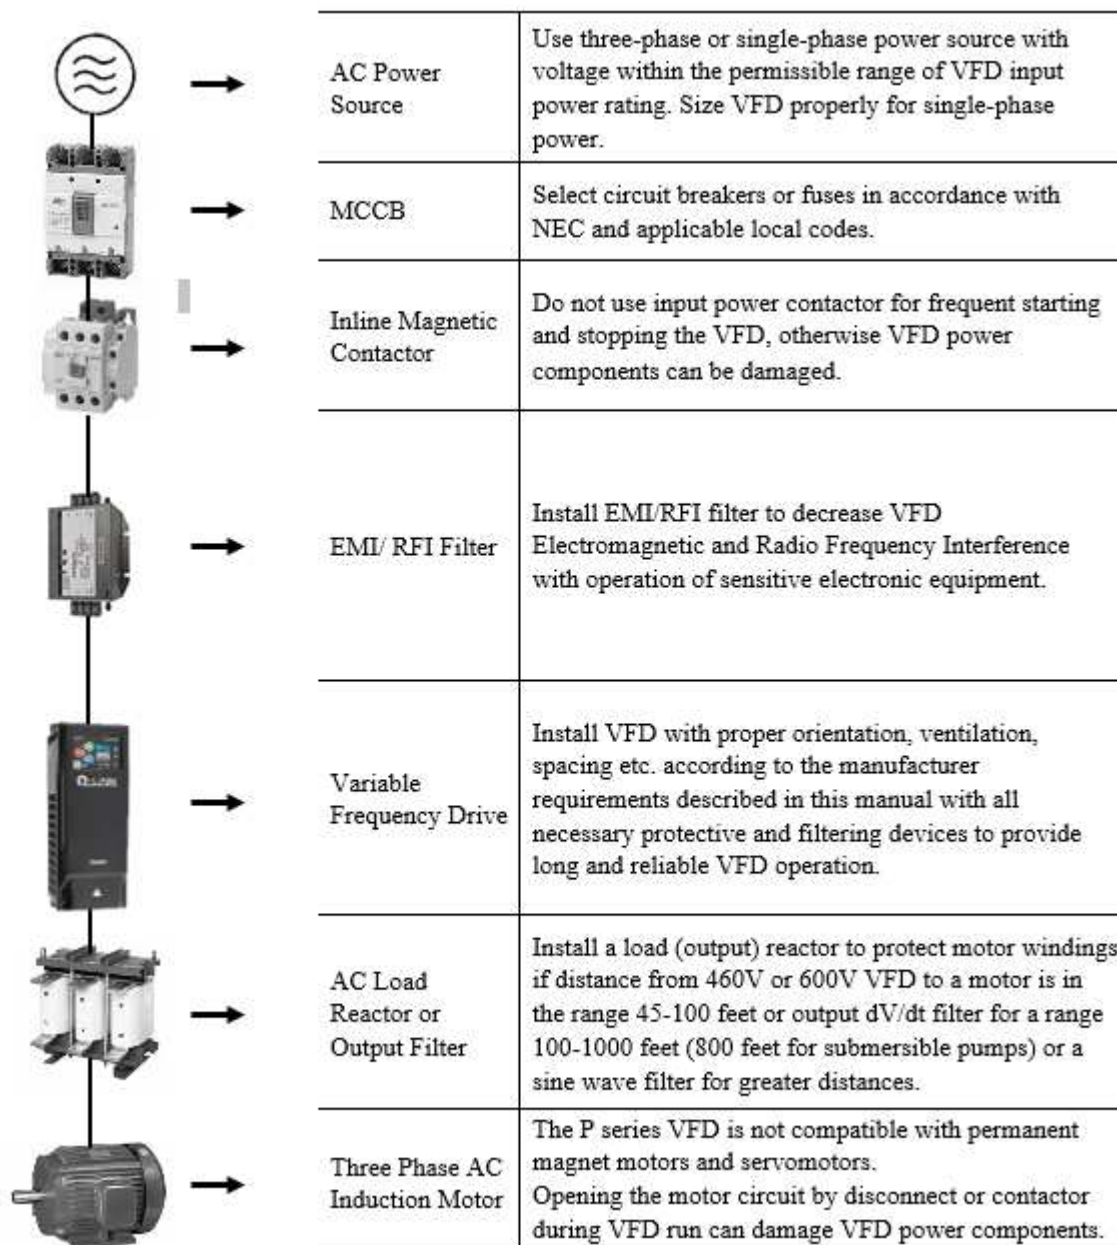 AC Power
Source
Use three-phase or single-phase power source with
voltage within the permissible range of VFD input
power rating. Size VFD properly for single-phase
power.
MCCB
Select circuit breakers or fuses in accordance with
NEC and applicable local codes.
Inline Magnetic
Contactor
Do not use input power contactor for frequent starting
and stopping the VFD, otherwise VFD power
components can be damaged.
EMI/ RFI Filter
Install EMI/RFI filter to decrease VFD
Electromagnetic and Radio Frequency Interference
with operation of sensitive electronic equipment.
Variable
Frequency Drive
Install VFD with proper orientation, ventilation,
spacing etc. according to the manufacturer
requirements described in this manual with all
necessary protective and filtering devices to provide
long and reliable VFD operation.
AC Load
Reactor or
Output Filter
Install a load (output) reactor to protect motor windings
if distance from 460V or 600V VFD to a motor is in
the range 45-100 feet or output dV/dt filter for a range
100-1000 feet (800 feet for submersible pumps) or a
sine wave filter for greater distances.
Three Phase AC
Induction Motor
The P series VFD is not compatible with permanent
magnet motors and servomotors.
Opening the motor circuit by disconnect or contactor
during VFD run can damage VFD power components.